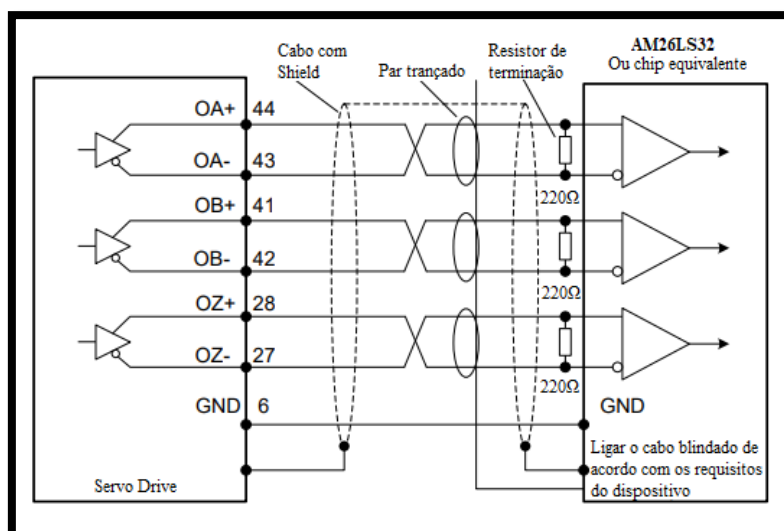 Cabo com
Shield
Par trançado
Resistor de
terminação
AM26LS32
Ou chip equivalente
OA+ 44
OA- 43
220Ω
OB+ 41
OB- 42
220Ω
OZ+ 28
OZ- 27
220Ω
GND 6
GND
Servo Drive
Ligar o cabo blindado de
acordo com os requisitos
do dispositivo